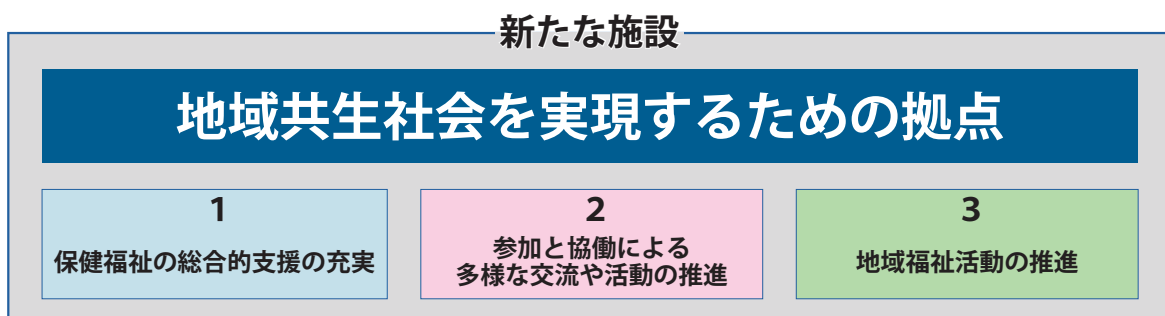 新たな施設
地域共生社会を実現するための拠点
1
保健福祉の総合的支援の充実
2
参加と協働による
多様な交流や活動の推進
3
地域福祉活動の推進